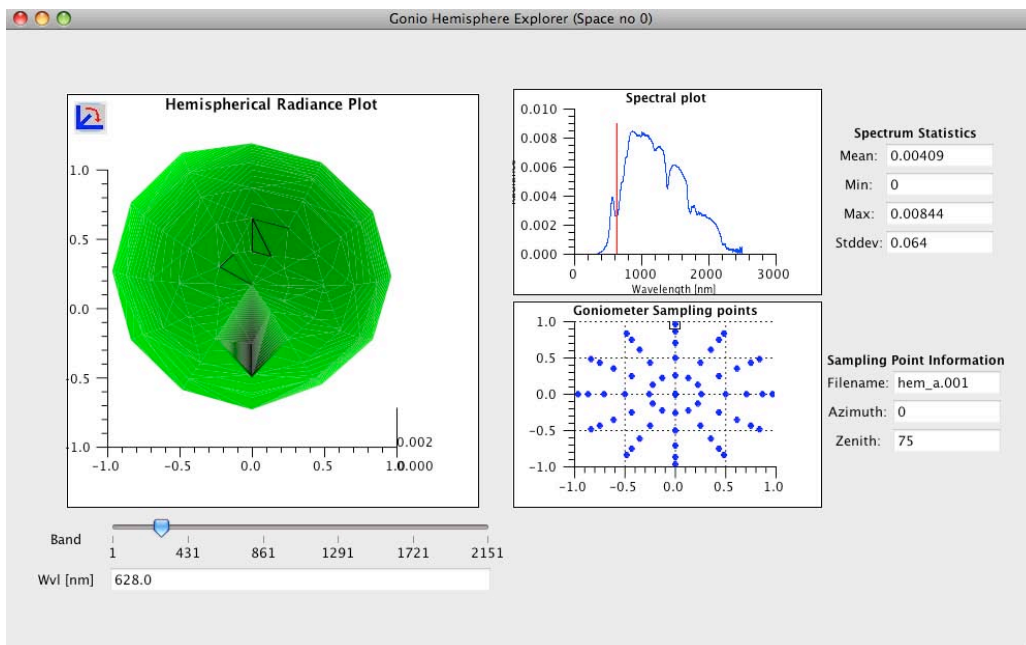 Gonio Hemisphere Explorer (Space no 0)
Hemispherical Radiance Plot
1.0
0.5
0.0
-0.5
-1.0
-1.0 -0.5 0.0 0.5 1.0
0.002
0.000
Spectral plot
0.010
0.008
0.006
0.004
0.002
0.000
0 1000 2000 3000
Wavelength [nm]
Spectrum Statistics
Mean: 0.00409
Min: 0
Max: 0.00844
Stddev: 0.064
Goniometer Sampling points
1.0
0.5
0.0
-0.5
-1.0
-1.0 -0.5 0.0 0.5 1.0
Sampling Point Information
Filename: hem_a.001
Azimuth: 0
Zenith: 75
Band
1 431 861 1291 1721 2151
Wvl [nm] 628.0